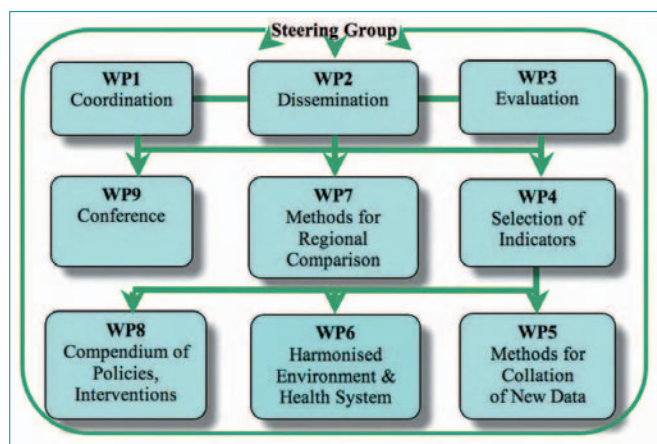 Steering Group
WP1
Coordination
WP2
Dissemination
WP3
Evaluation
WP9
Conference
WP7
Methods for
Regional
Comparison
WP4
Selection of
Indicators
WP8
Compendium of
Policies,
Interventions
WP6
Harmonised
Environment &
Health System
WP5
Methods for
Collation
of New Data